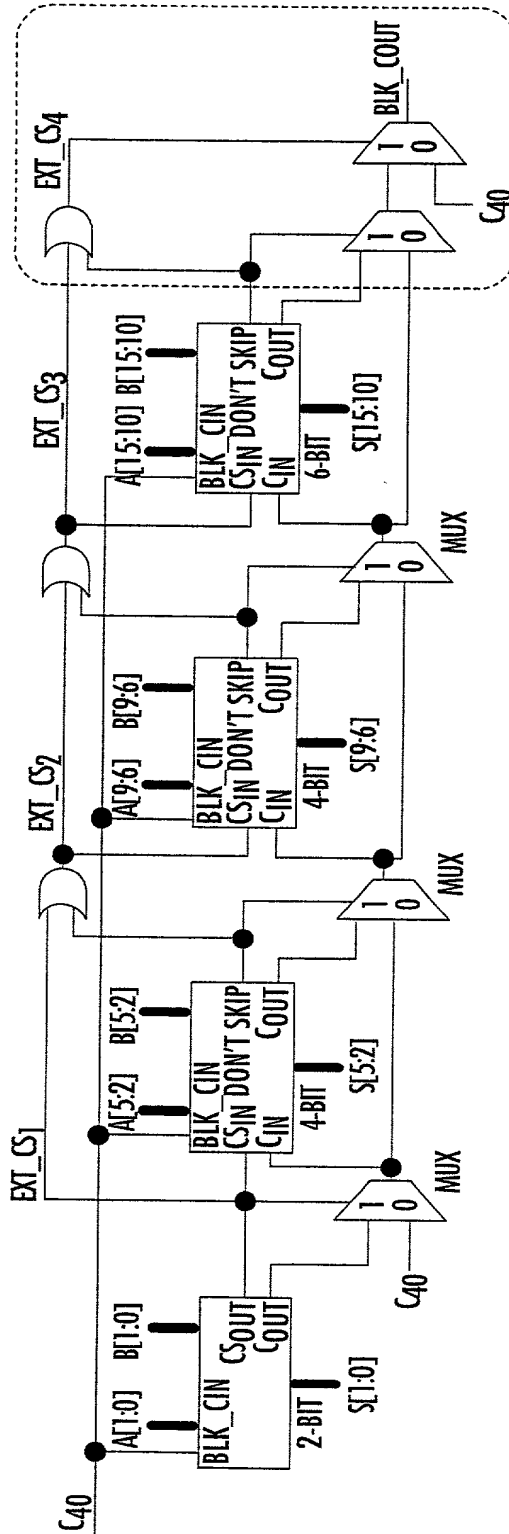 C40
A[1:0] B[1:0]
BLK_CIN
CSOUT
COUT
2-BIT
S[1:0]
C40
1
0
MUX
EXT_CS1
A[5:2] B[5:2]
BLK_CIN
CSIN DON'T SKIP
CIN COUT
4-BIT
S[5:2]
1
0
MUX
EXT_CS2
A[9:6] B[9:6]
BLK_CIN
CSIN DON'T SKIP
CIN COUT
4-BIT
S[9:6]
1
0
MUX
EXT_CS3
A[15:10] B[15:10]
BLK_CIN
CSIN DON'T SKIP
CIN COUT
6-BIT
S[15:10]
1
0
EXT_CS4
1
0
C40
BLK_COUT